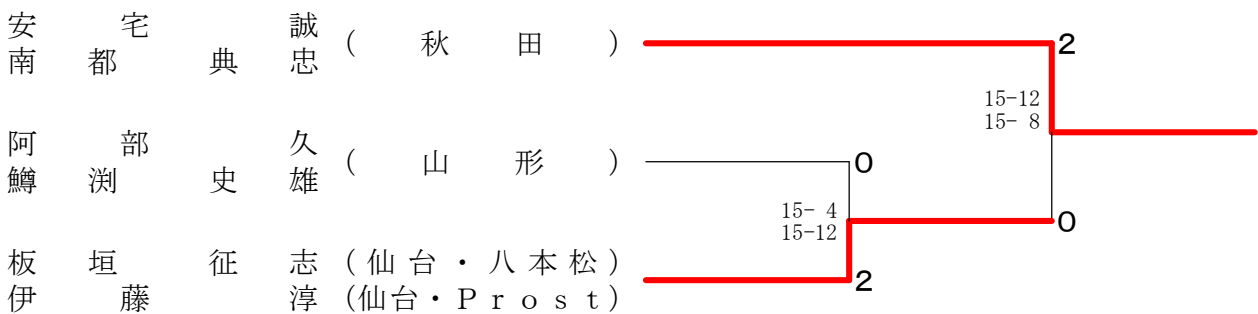 安宅誠 (秋田)
南都典忠
2
15-12
15- 8
阿部久 (山形)
鱒渕史雄
0
15- 4
15-12
0
板垣征志 (仙台・八本松)
伊藤淳 (仙台・Prost)
2